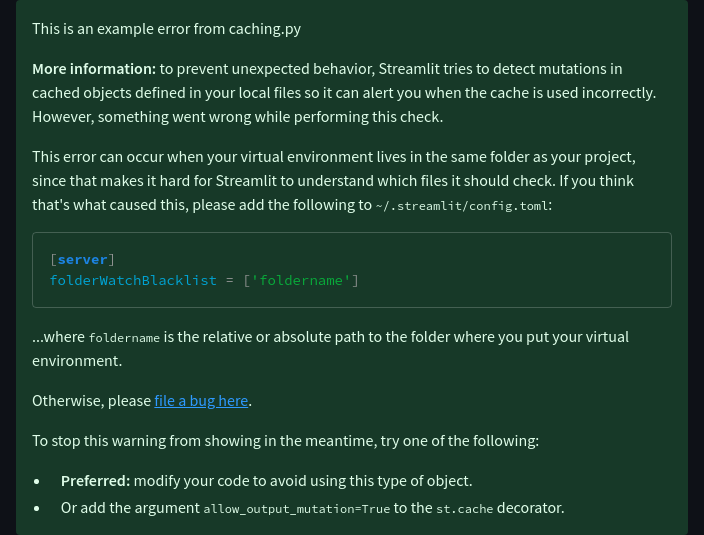 This is an example error from caching.py
More information: to prevent unexpected behavior, Streamlit tries to detect mutations in
cached objects defined in your local files so it can alert you when the cache is used incorrectly.
However, something went wrong while performing this check.
This error can occur when your virtual environment lives in the same folder as your project,
since that makes it hard for Streamlit to understand which files it should check. If you think
that's what caused this, please add the following to ~/.streamlit/config.toml:
[server]
folderWatchBlacklist = ['foldername']
...where foldername is the relative or absolute path to the folder where you put your virtual
environment.
Otherwise, please file a bug here.
To stop this warning from showing in the meantime, try one of the following:
• Preferred: modify your code to avoid using this type of object.
• Or add the argument allow_output_mutation=True to the st.cache decorator.